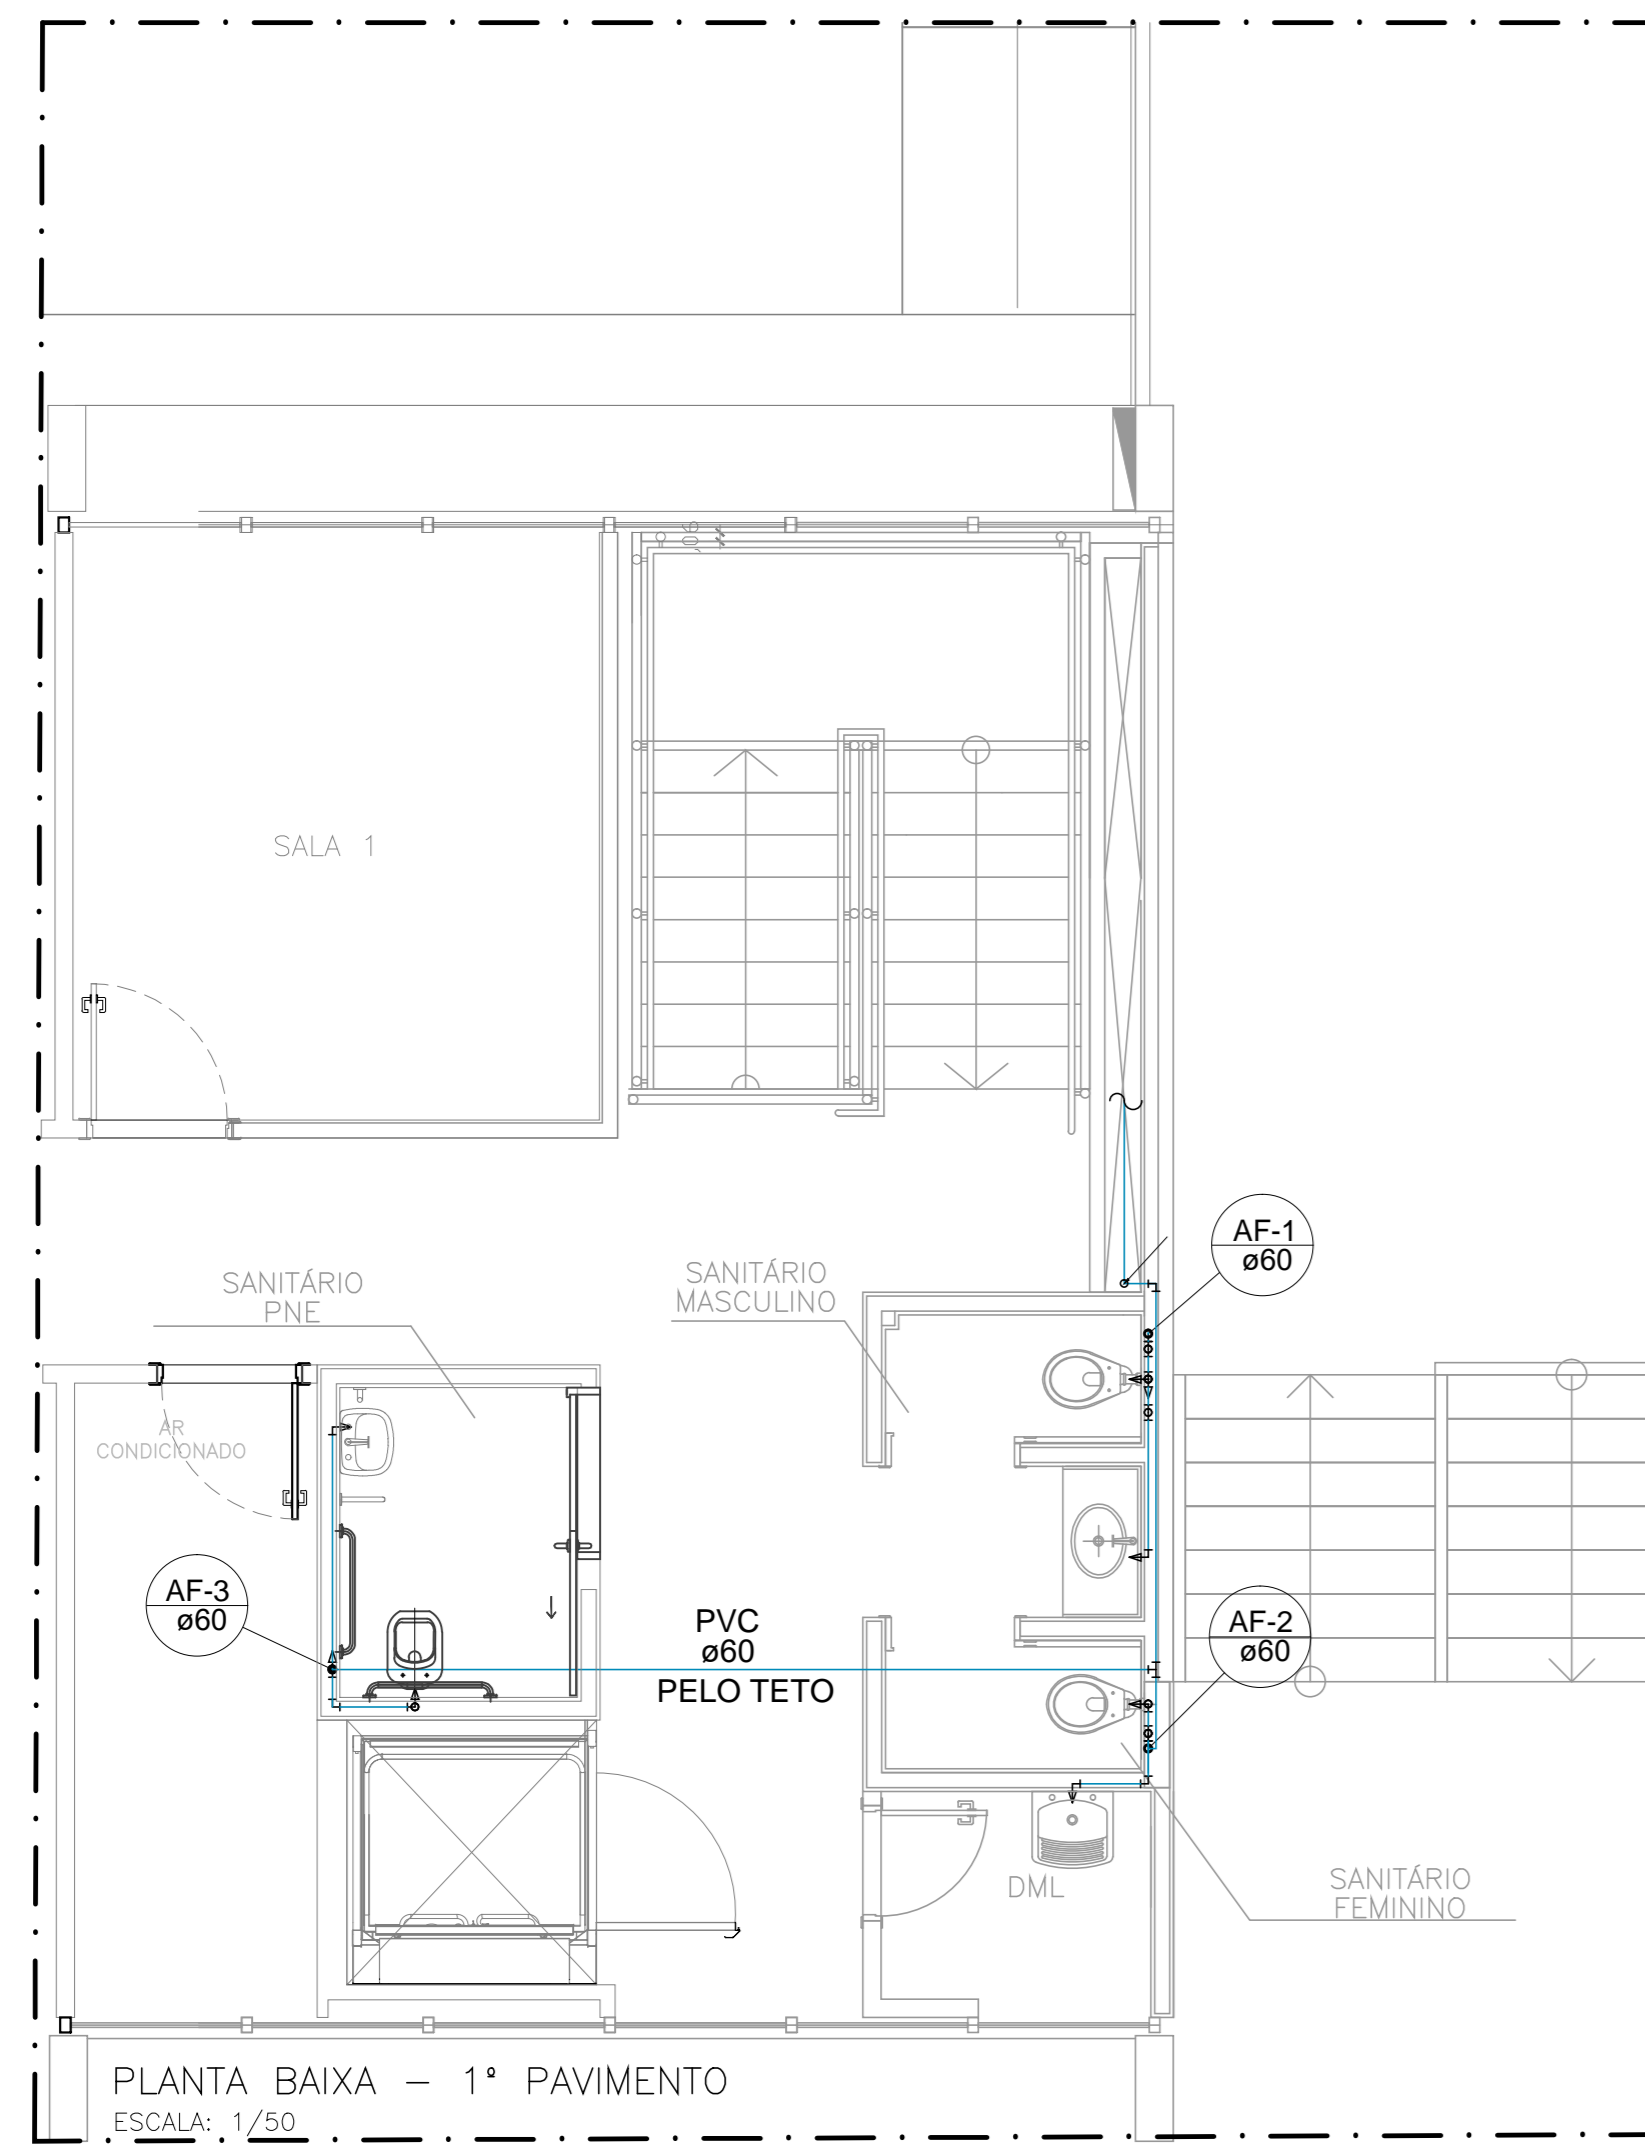 SALA 1
AF-1
ø60
SANITÁRIO
PNE
SANITÁRIO
MASCULINO
AR
CONDICIONADO
AF-3
ø60
PVC
ø60
PELO TETO
AF-2
ø60
DML
SANITÁRIO
FEMININO
PLANTA BAIXA – 1º PAVIMENTO
ESCALA: 1/50